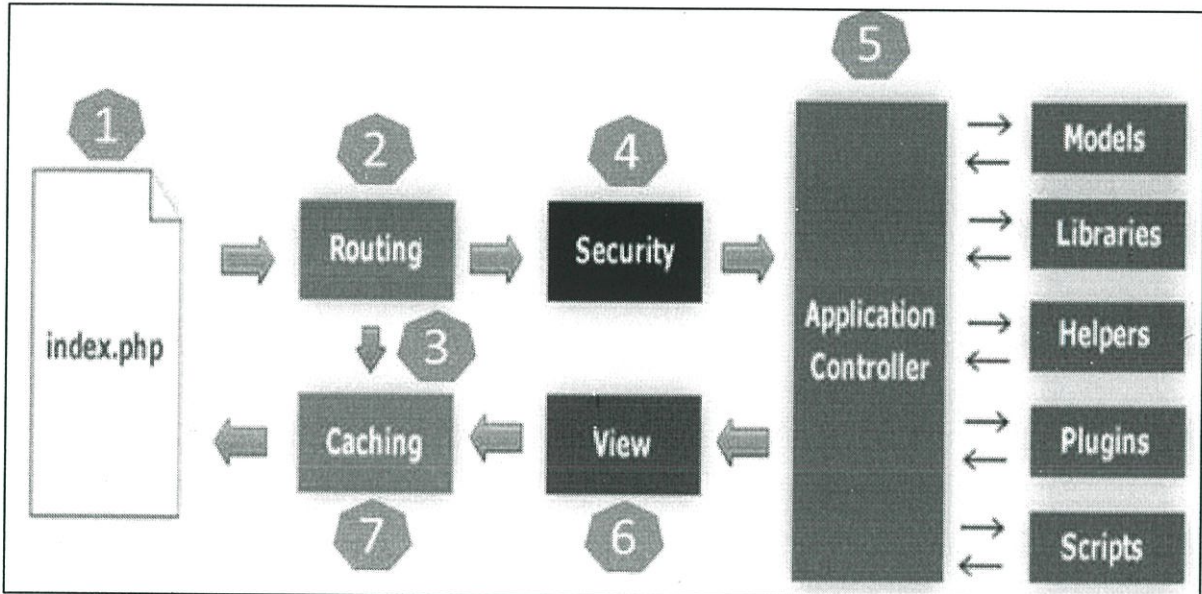 1
index.php
2
Routing
3
Caching
7
4
Security
View
6
5
Application
Controller
Models
Libraries
Helpers
Plugins
Scripts